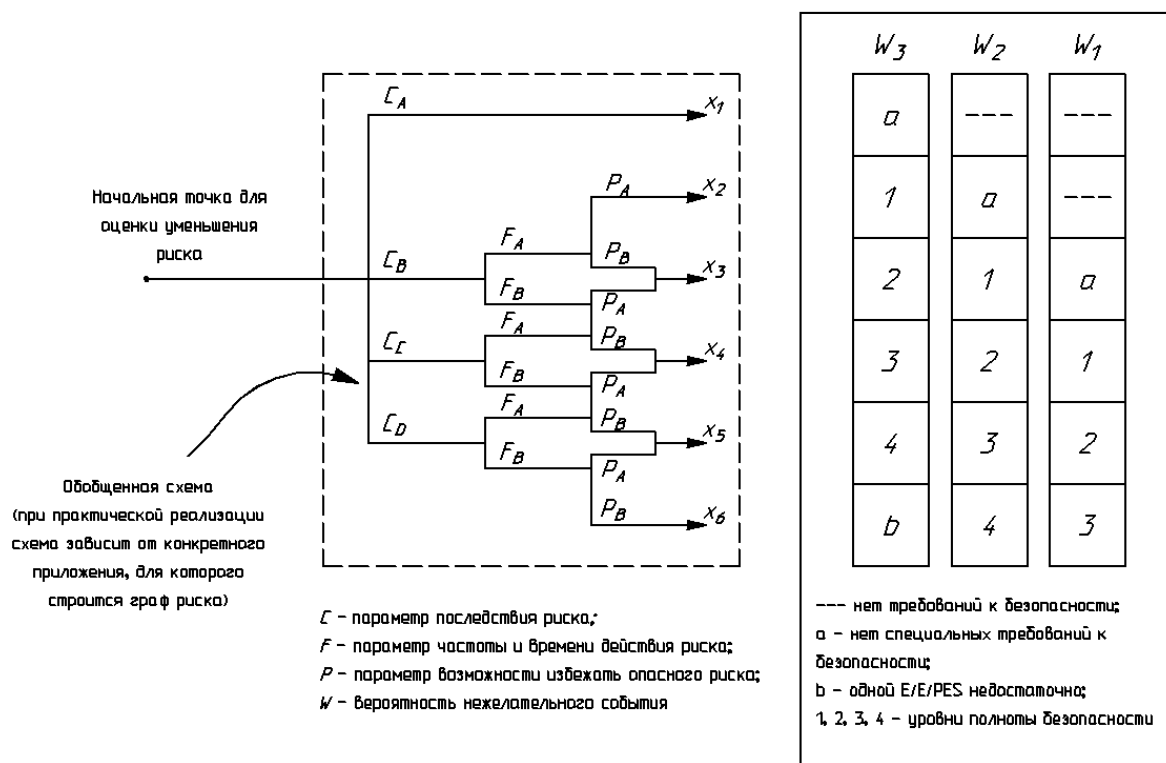 Начальная точка для
оценки уменьшения
риска
C_A
x_1
P_A
x_2
F_A
P_B
C_B
x_3
F_B
P_A
F_A
P_B
C_C
x_4
F_B
P_A
F_A
P_B
C_D
x_5
F_B
P_A
P_B
x_6
Обобщенная схема
(при практической реализации
схема зависит от конкретного
приложения, для которого
строится граф риска)
C – параметр последствия риска;
F – параметр частоты и времени действия риска;
P – параметр возможности избежать опасного риска;
W – вероятность нежелательного события
W_3 W_2 W_1
a --- ---
1 a ---
2 1 a
3 2 1
4 3 2
b 4 3
--- нет требований к безопасности;
a – нет специальных требований к
безопасности;
b – одной E/E/PES недостаточно;
1, 2, 3, 4 – уровни полноты безопасности